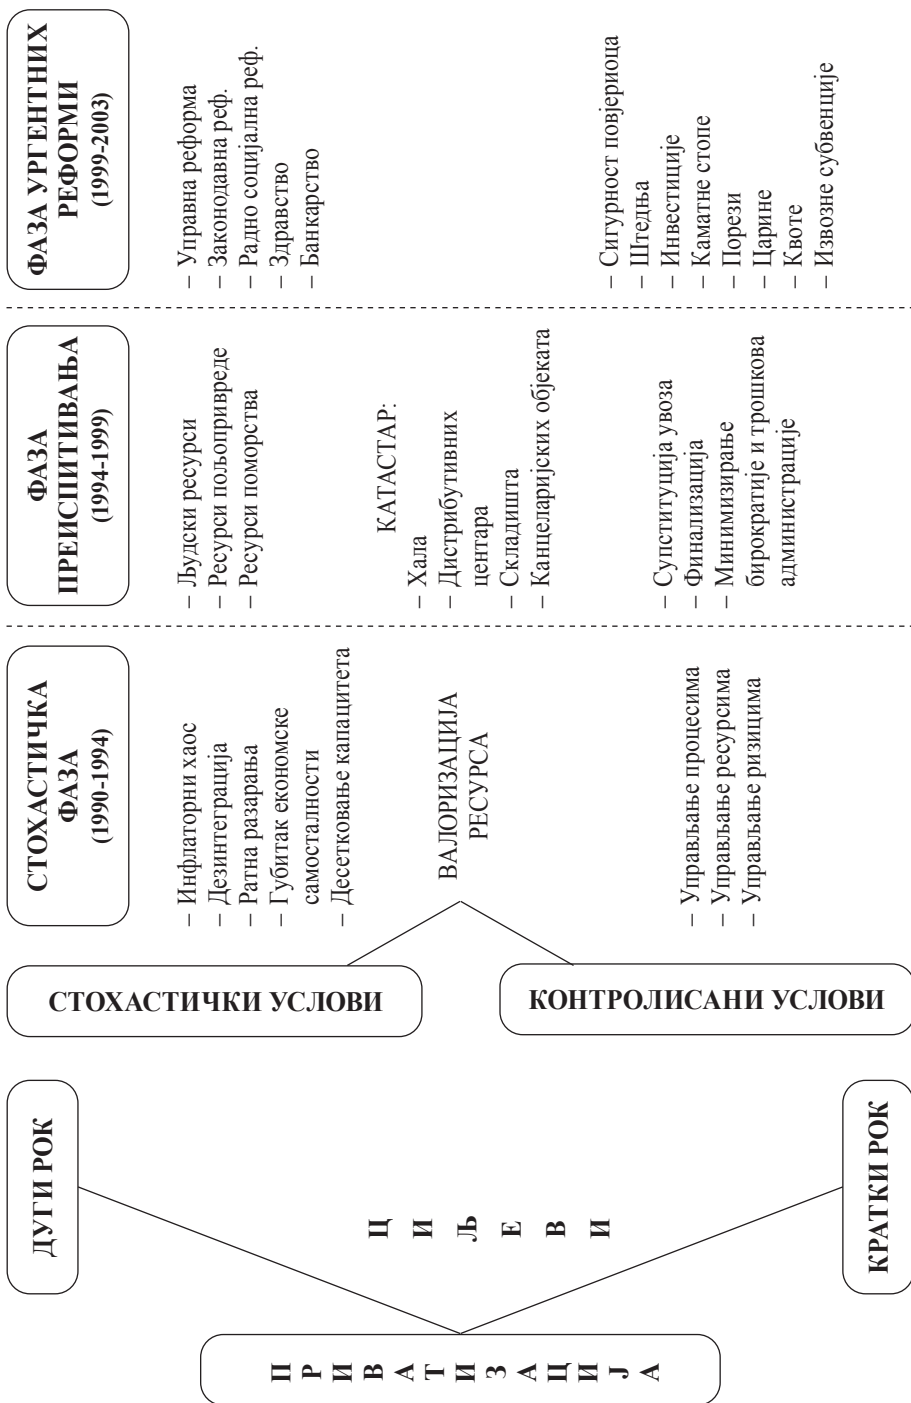 ПРИВАТИЗАЦИЈА
ЦИЉЕВИ
ДУГИ РОК
КРАТКИ РОК
СТОХАСТИЧКИ УСЛОВИ
КОНТРОЛИСАНИ УСЛОВИ
СТОХАСТИЧКА
ФАЗА
(1990-1994)
– Инфлаторни хаос
– Дезинтеграција
– Ратна разарања
– Губитак економске
самосталности
– Десетковање капацитета
ВАЛОРИЗАЦИЈА
РЕСУРСА
– Управљање процесима
– Управљање ресурсима
– Управљање ризицима
ФАЗА
ПРЕИСПИТИВАЊА
(1994-1999)
– Људски ресурси
– Ресурси пољопривреде
– Ресурси поморства
КАТАСТАР:
– Хала
– Дистрибутивних
центара
– Складишта
– Канцеларијских објеката
– Супституција увоза
– Финализација
– Минимизирање
бирократије и трошкова
администрације
ФАЗА УРГЕНТНИХ
РЕФОРМИ
(1999-2003)
– Управна реформа
– Законодавна реф.
– Радно социјална реф.
– Здравство
– Банкарство
– Сигурност повјериоца
– Штедња
– Инвестиције
– Каматне стопе
– Порези
– Царине
– Квоте
– Извозне субвенције